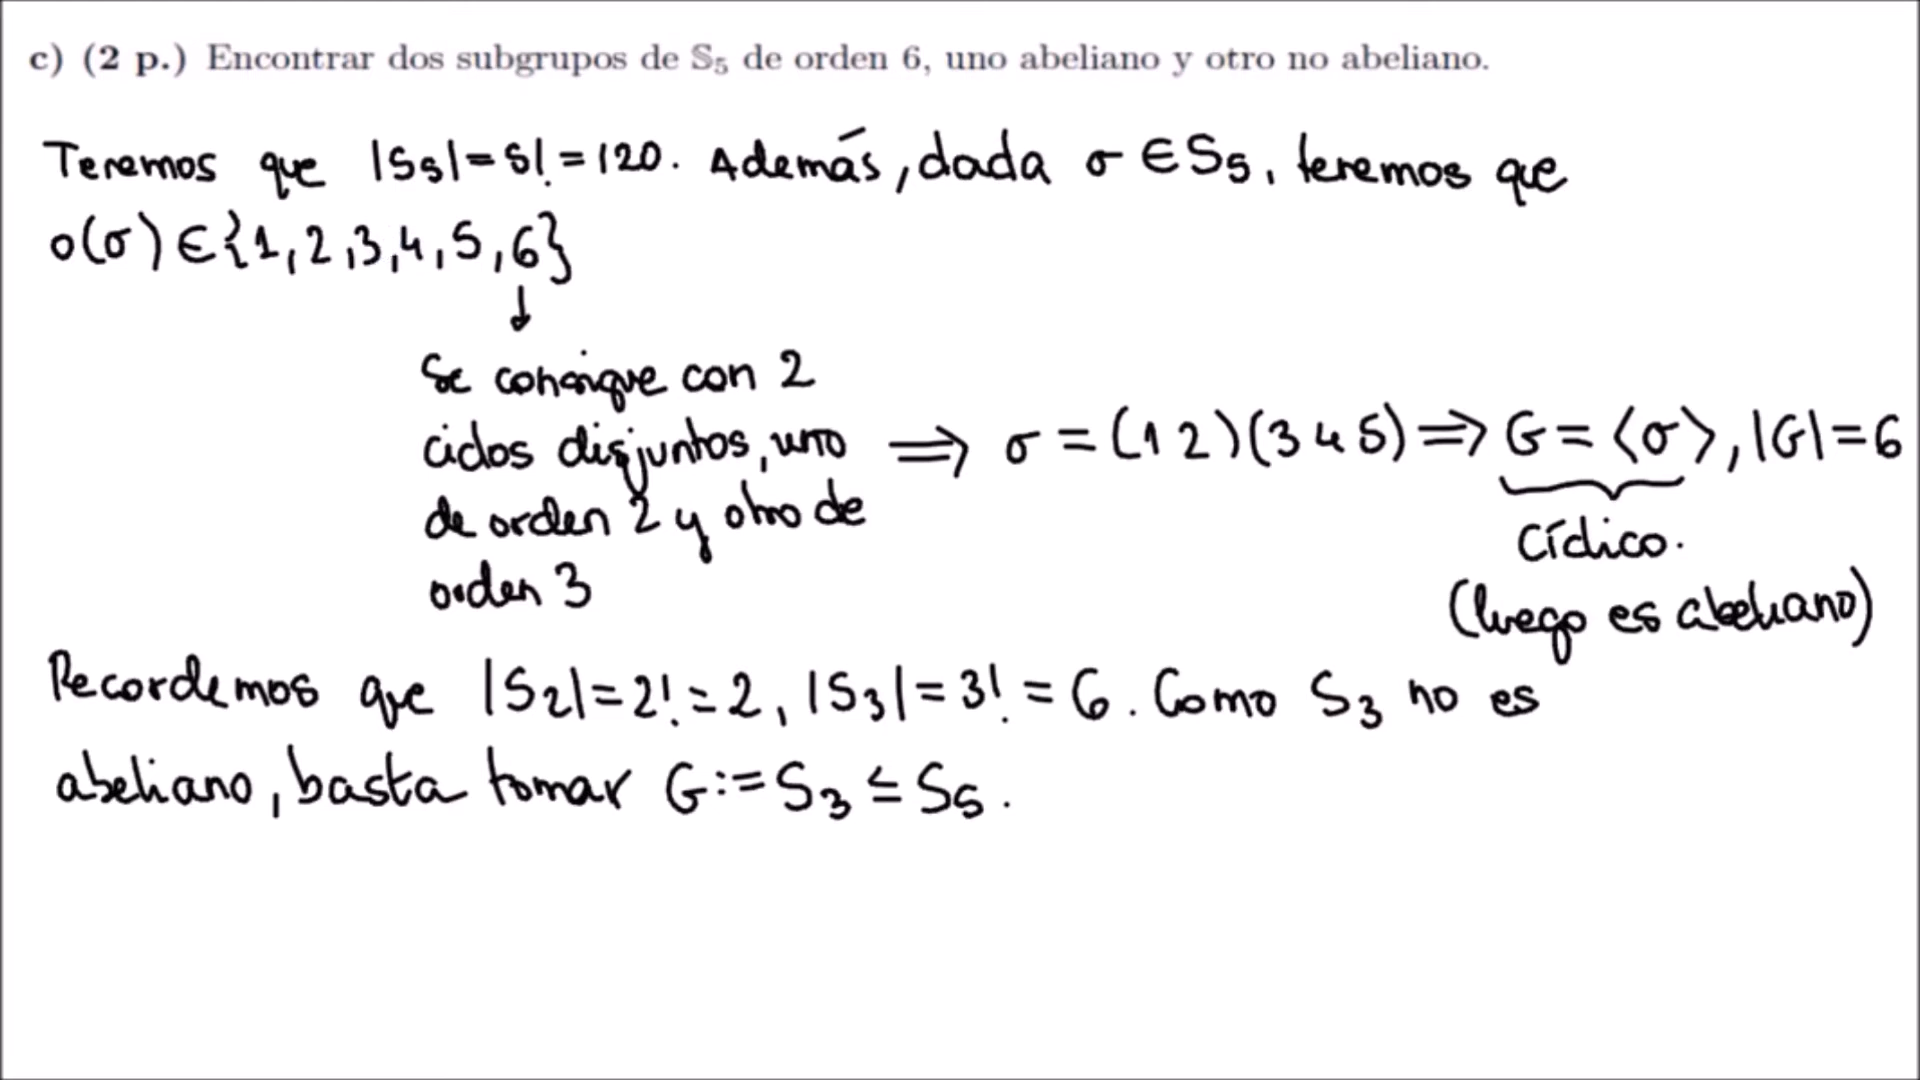 c) (2 p.) Encontrar dos subgrupos de S₅ de orden 6, uno abeliano y otro no abeliano.
Tenemos que |S₅| = 5! = 120. Además, dada σ ∈ S₅, tenemos que
o(σ) ∈ {1, 2, 3, 4, 5, 6}
↓
Se consigue con 2
ciclos disjuntos, uno
de orden 2 y otro de
orden 3
⇒ σ = (1 2)(3 4 5) ⇒ G = ⟨σ⟩, |G| = 6
Cíclico.
(luego es abeliano)
Recordemos que |S₂| = 2! = 2, |S₃| = 3! = 6. Como S₃ no es
abeliano, basta tomar G := S₃ ≤ S₅.